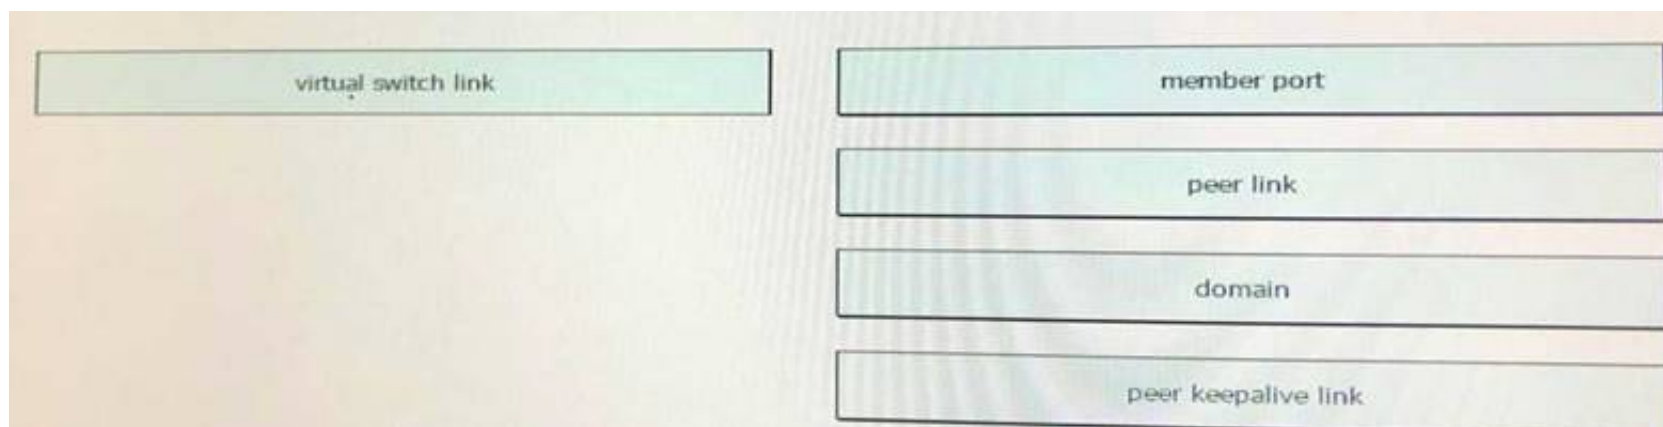 virtual switch link
member port
peer link
domain
peer keepalive link